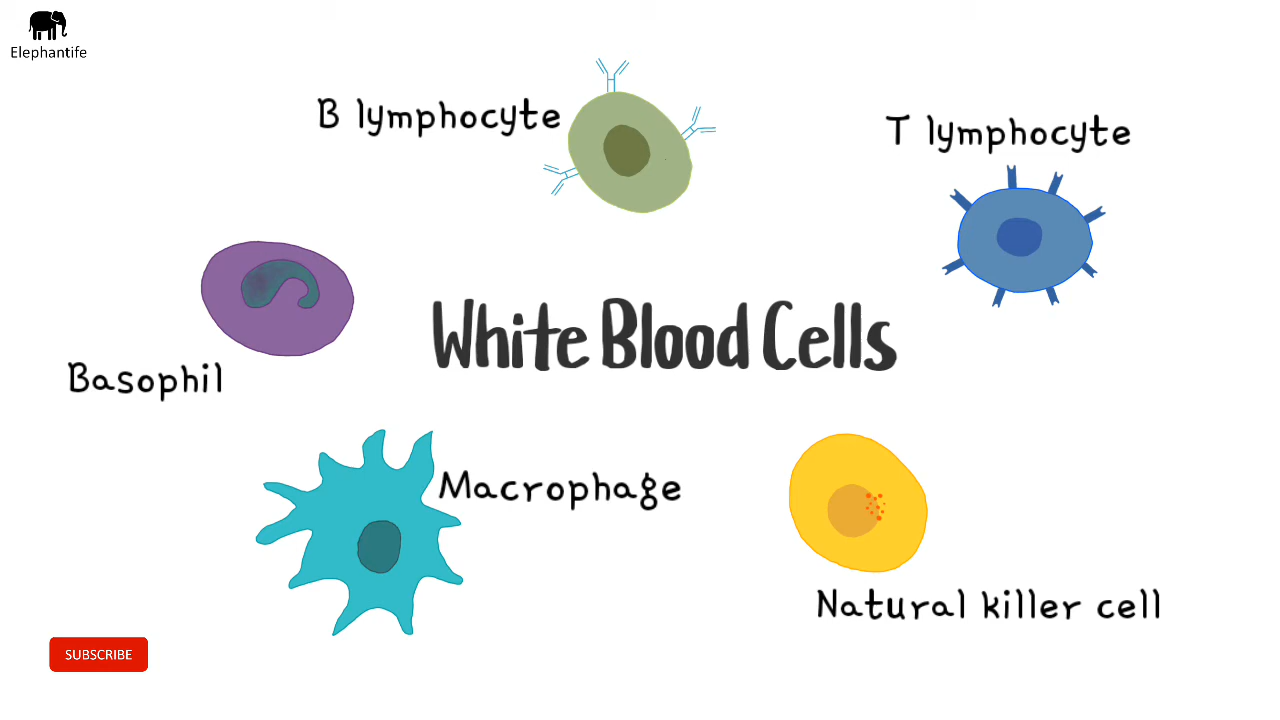 Elephantife
B lymphocyte
T lymphocyte
White Blood Cells
Basophil
Macrophage
Natural killer cell
SUBSCRIBE